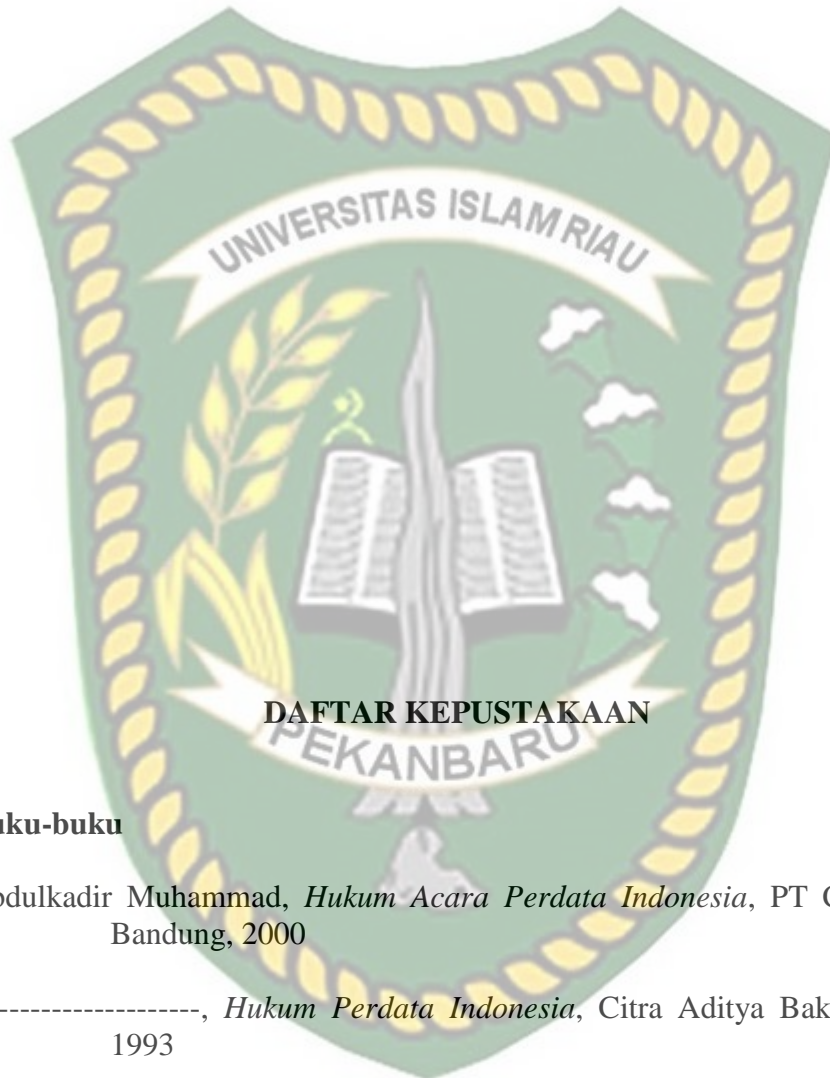 UNIVERSITAS ISLAM RIAU
DAFTAR KEPUSTAKAAN
PEKANBARU
uku-buku
bdulkadir Muhammad, Hukum Acara Perdata Indonesia, PT C
Bandung, 2000
--------------------, Hukum Perdata Indonesia, Citra Aditya Bak
1993